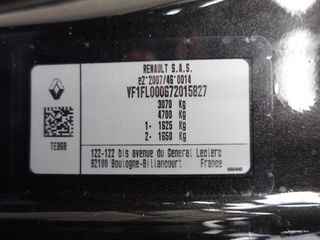 RENAULT S.A.S.
e2*2007/46*0014
VF1FL000672015827
3070 Kg
4700 Kg
1- 1625 Kg
2- 1650 Kg
TED68
122-122 bis avenue du General Leclerc
92100 Boulogne-Billancourt France